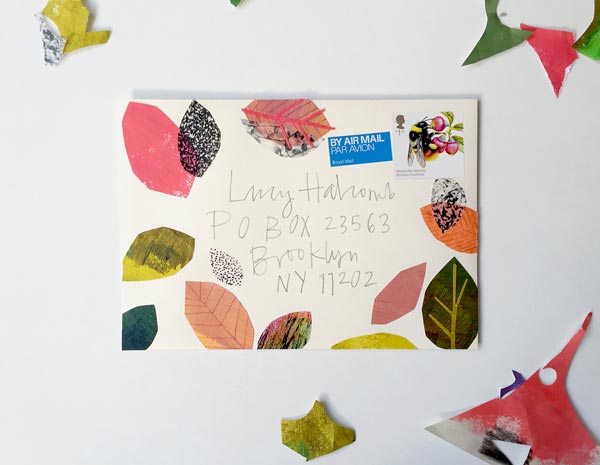 BY AIR MAIL
PAR AVION
Royal Mail
Lucy Halcomb
P O BOX 23563
Brooklyn
NY 11202